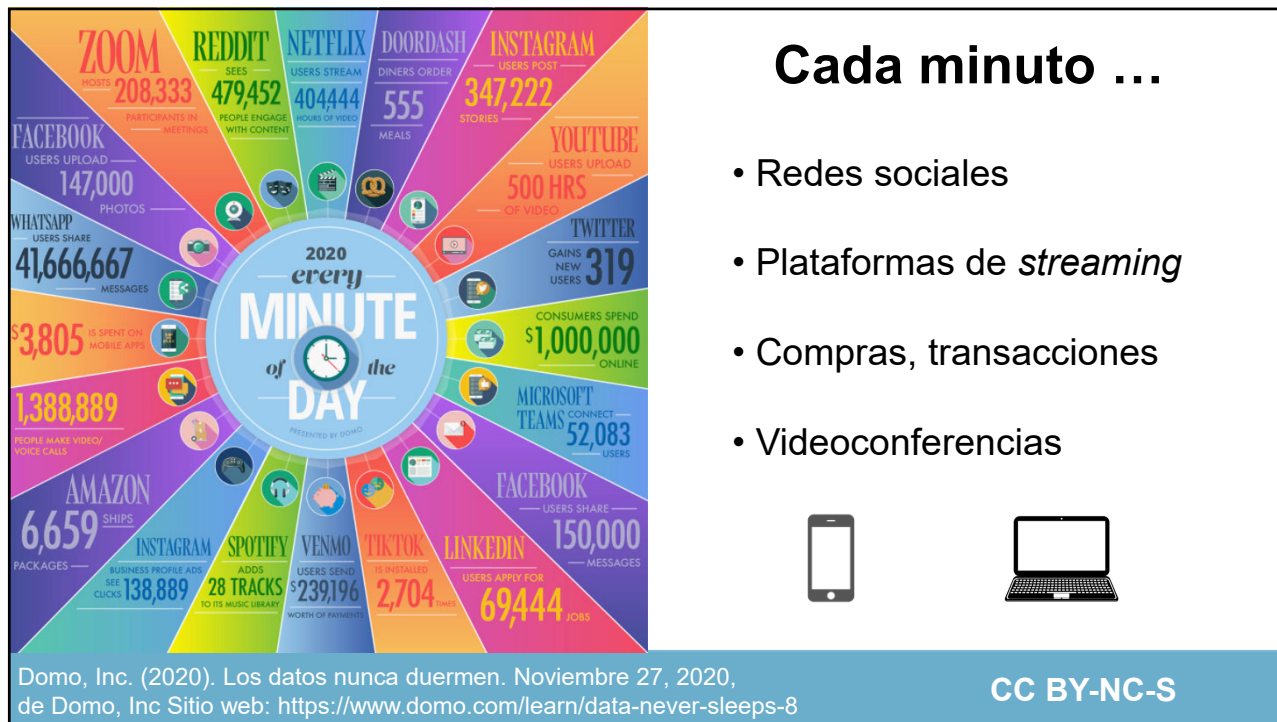 ZOOM
HOSTS 208,333
PARTICIPANTS IN
MEETINGS
REDDIT
SEES
479,452
PEOPLE ENGAGE
WITH CONTENT
NETFLIX
USERS STREAM
404,444
HOURS OF VIDEO
DOORDASH
DINERS ORDER
555
MEALS
INSTAGRAM
USERS POST
347,222
STORIES
YOUTUBE
USERS UPLOAD
500 HRS
OF VIDEO
TWITTER
GAINS
NEW
USERS 319
CONSUMERS SPEND
$1,000,000
ONLINE
MICROSOFT
TEAMS CONNECT
52,083
USERS
FACEBOOK
USERS SHARE
150,000
MESSAGES
LINKEDIN
USERS APPLY FOR
69,444 JOBS
TIKTOK
IS INSTALLED
2,704 TIMES
VENMO
USERS SEND
$239,196
WORTH OF PAYMENTS
SPOTIFY
ADDS
28 TRACKS
TO ITS MUSIC LIBRARY
INSTAGRAM
BUSINESS PROFILE ADS
SEE
CLICKS 138,889
AMAZON
6,659 SHIPS
PACKAGES
1,388,889
PEOPLE MAKE VIDEO/
VOICE CALLS
$3,805 IS SPENT ON
MOBILE APPS
WHATSAPP
USERS SHARE
41,666,667
MESSAGES
FACEBOOK
USERS UPLOAD
147,000
PHOTOS
2020
every
MINUTE
of the
DAY
PRESENTED BY DOMO
Cada minuto …
• Redes sociales
• Plataformas de streaming
• Compras, transacciones
• Videoconferencias
Domo, Inc. (2020). Los datos nunca duermen. Noviembre 27, 2020,
de Domo, Inc Sitio web: https://www.domo.com/learn/data-never-sleeps-8
CC BY-NC-S